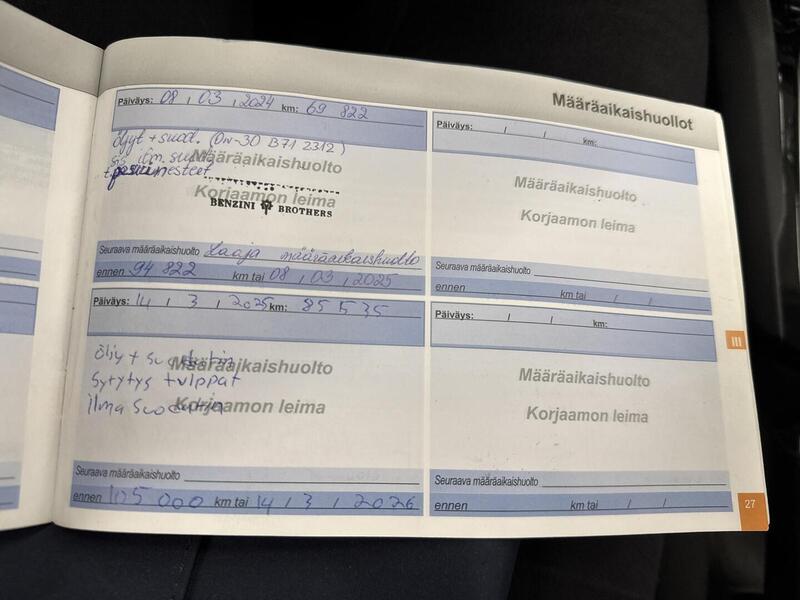 Määräaikaishuollot
Päiväys: 08 / 03 / 2024 km: 69 822
öljyt + suod. (0W-30 B71 2312)
sis ilm. suod.
Määräaikaishuolto
Korjaamon leima
BENZINI BROTHERS
Seuraava määräaikaishuolto Laaja määräaikaishuolto
ennen 94 822 km tai 08 / 03 / 2025
Päiväys: 14 / 3 / 2025 km: 85 535
öljy + suodatin
Määräaikaishuolto
Sytytys tulppat
ilma suodatin
Korjaamon leima
Seuraava määräaikaishuolto
ennen 105 000 km tai 14 / 3 / 2026
Päiväys: / / km:
Määräaikaishuolto
Korjaamon leima
Seuraava määräaikaishuolto
ennen km tai / /
Päiväys: / / km:
Määräaikaishuolto
Korjaamon leima
Seuraava määräaikaishuolto
ennen km tai / /
III
27